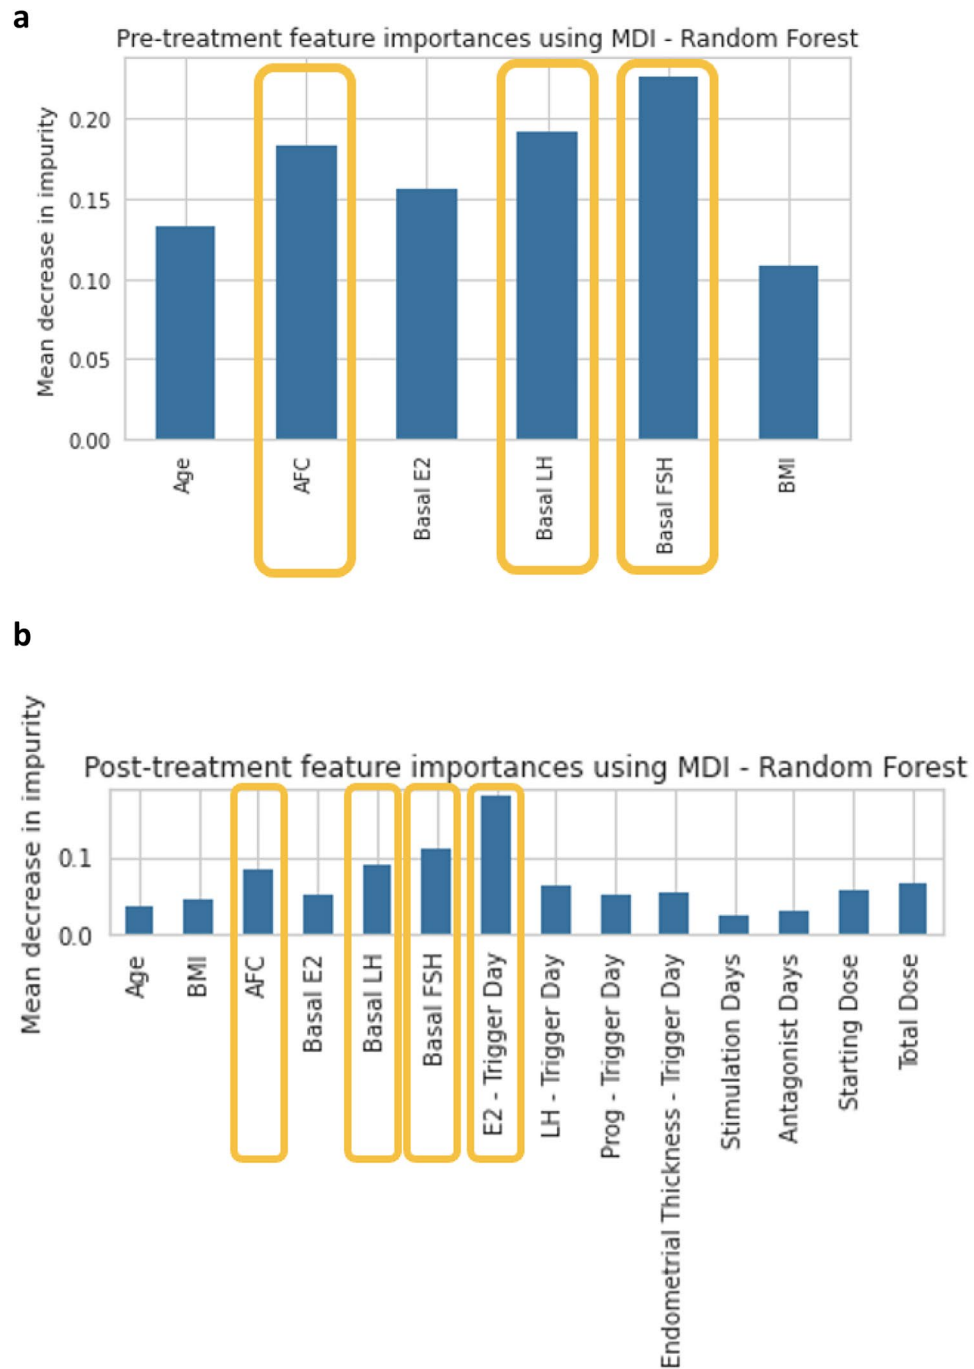 a
Pre-treatment feature importances using MDI - Random Forest
Mean decrease in impurity
0.20
0.15
0.10
0.05
0.00
Age
AFC
Basal E2
Basal LH
Basal FSH
BMI
b
Post-treatment feature importances using MDI - Random Forest
Mean decrease in impurity
0.1
0.0
Age
BMI
AFC
Basal E2
Basal LH
Basal FSH
E2 - Trigger Day
LH - Trigger Day
Prog - Trigger Day
Endometrial Thickness - Trigger Day
Stimulation Days
Antagonist Days
Starting Dose
Total Dose